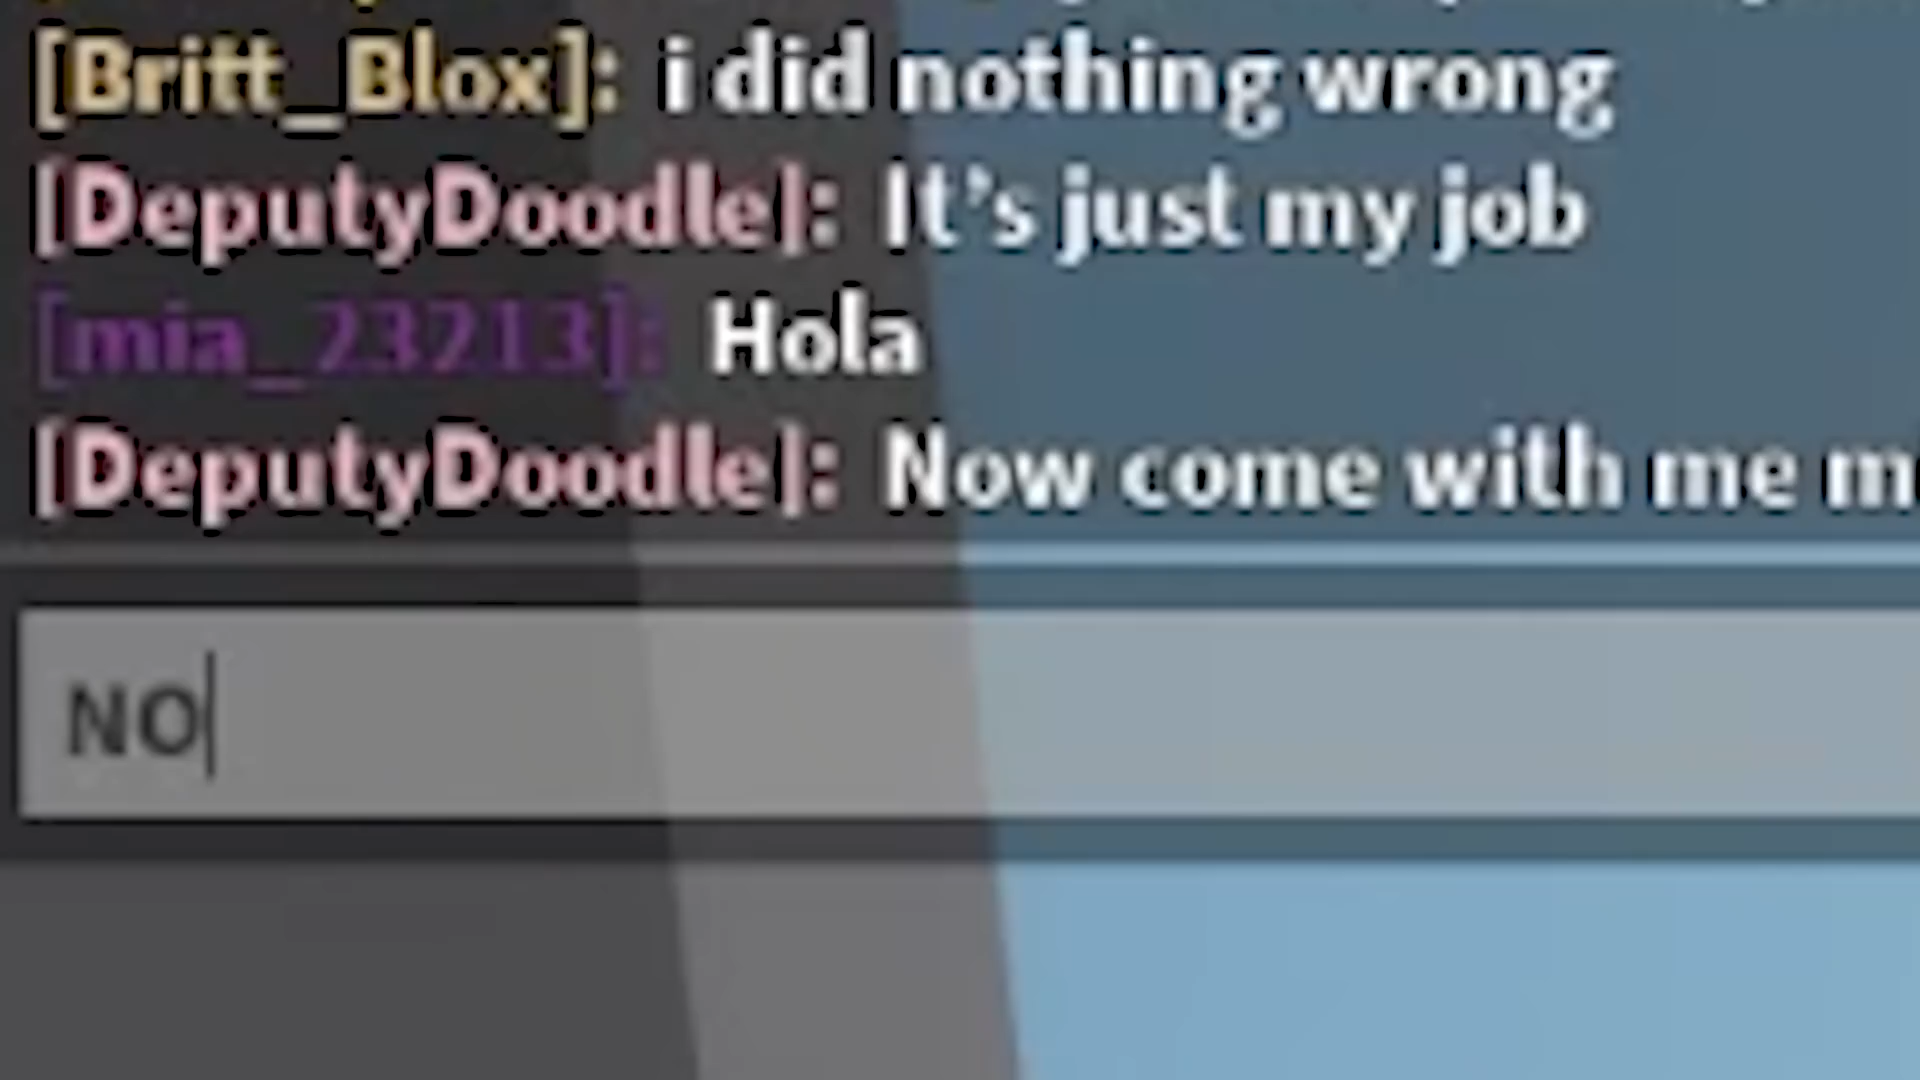 [Britt_Blox]: i did nothing wrong
[DeputyDoodle]: It's just my job
[mia_23213]: Hola
[DeputyDoodle]: Now come with me
NO